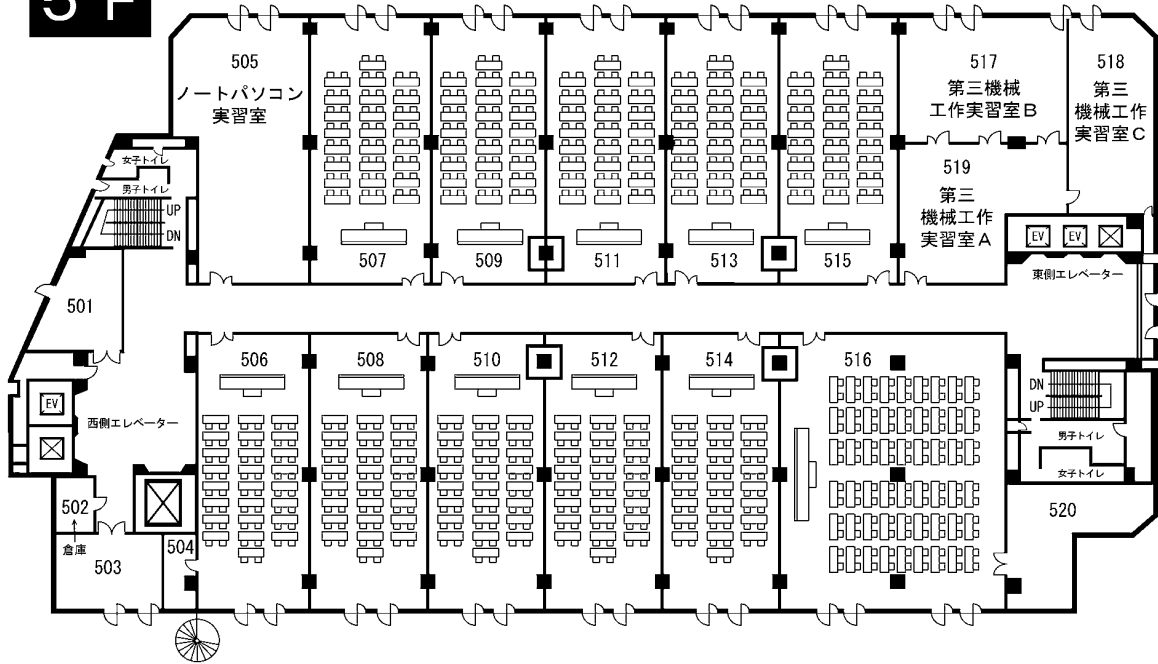 5F
505
ノートパソコン
実習室
517
第三機械
工作実習室B
518
第三
機械工作
実習室C
女子トイレ
男子トイレ
UP
DN
519
第三
機械工作
実習室A
EV
EV
507
509
511
513
515
東側エレベーター
501
506
508
510
512
514
516
EV
西側エレベーター
DN
UP
男子トイレ
女子トイレ
502
倉庫
503
504
520